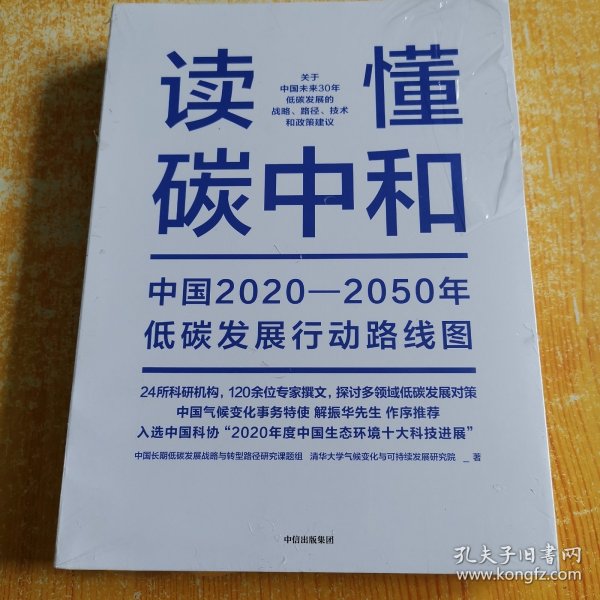 读懂
关于
中国未来30年
低碳发展的
战略、路径、技术
和政策建议
碳中和
中国2020—2050年
低碳发展行动路线图
24所科研机构，120余位专家撰文，探讨多领域低碳发展对策
中国气候变化事务特使 解振华先生 作序推荐
入选中国科协“2020年度中国生态环境十大科技进展”
中国长期低碳发展战略与转型路径研究课题组 清华大学气候变化与可持续发展研究院 _ 著
中信出版集团
孔夫子旧书网
www.kongfz.com